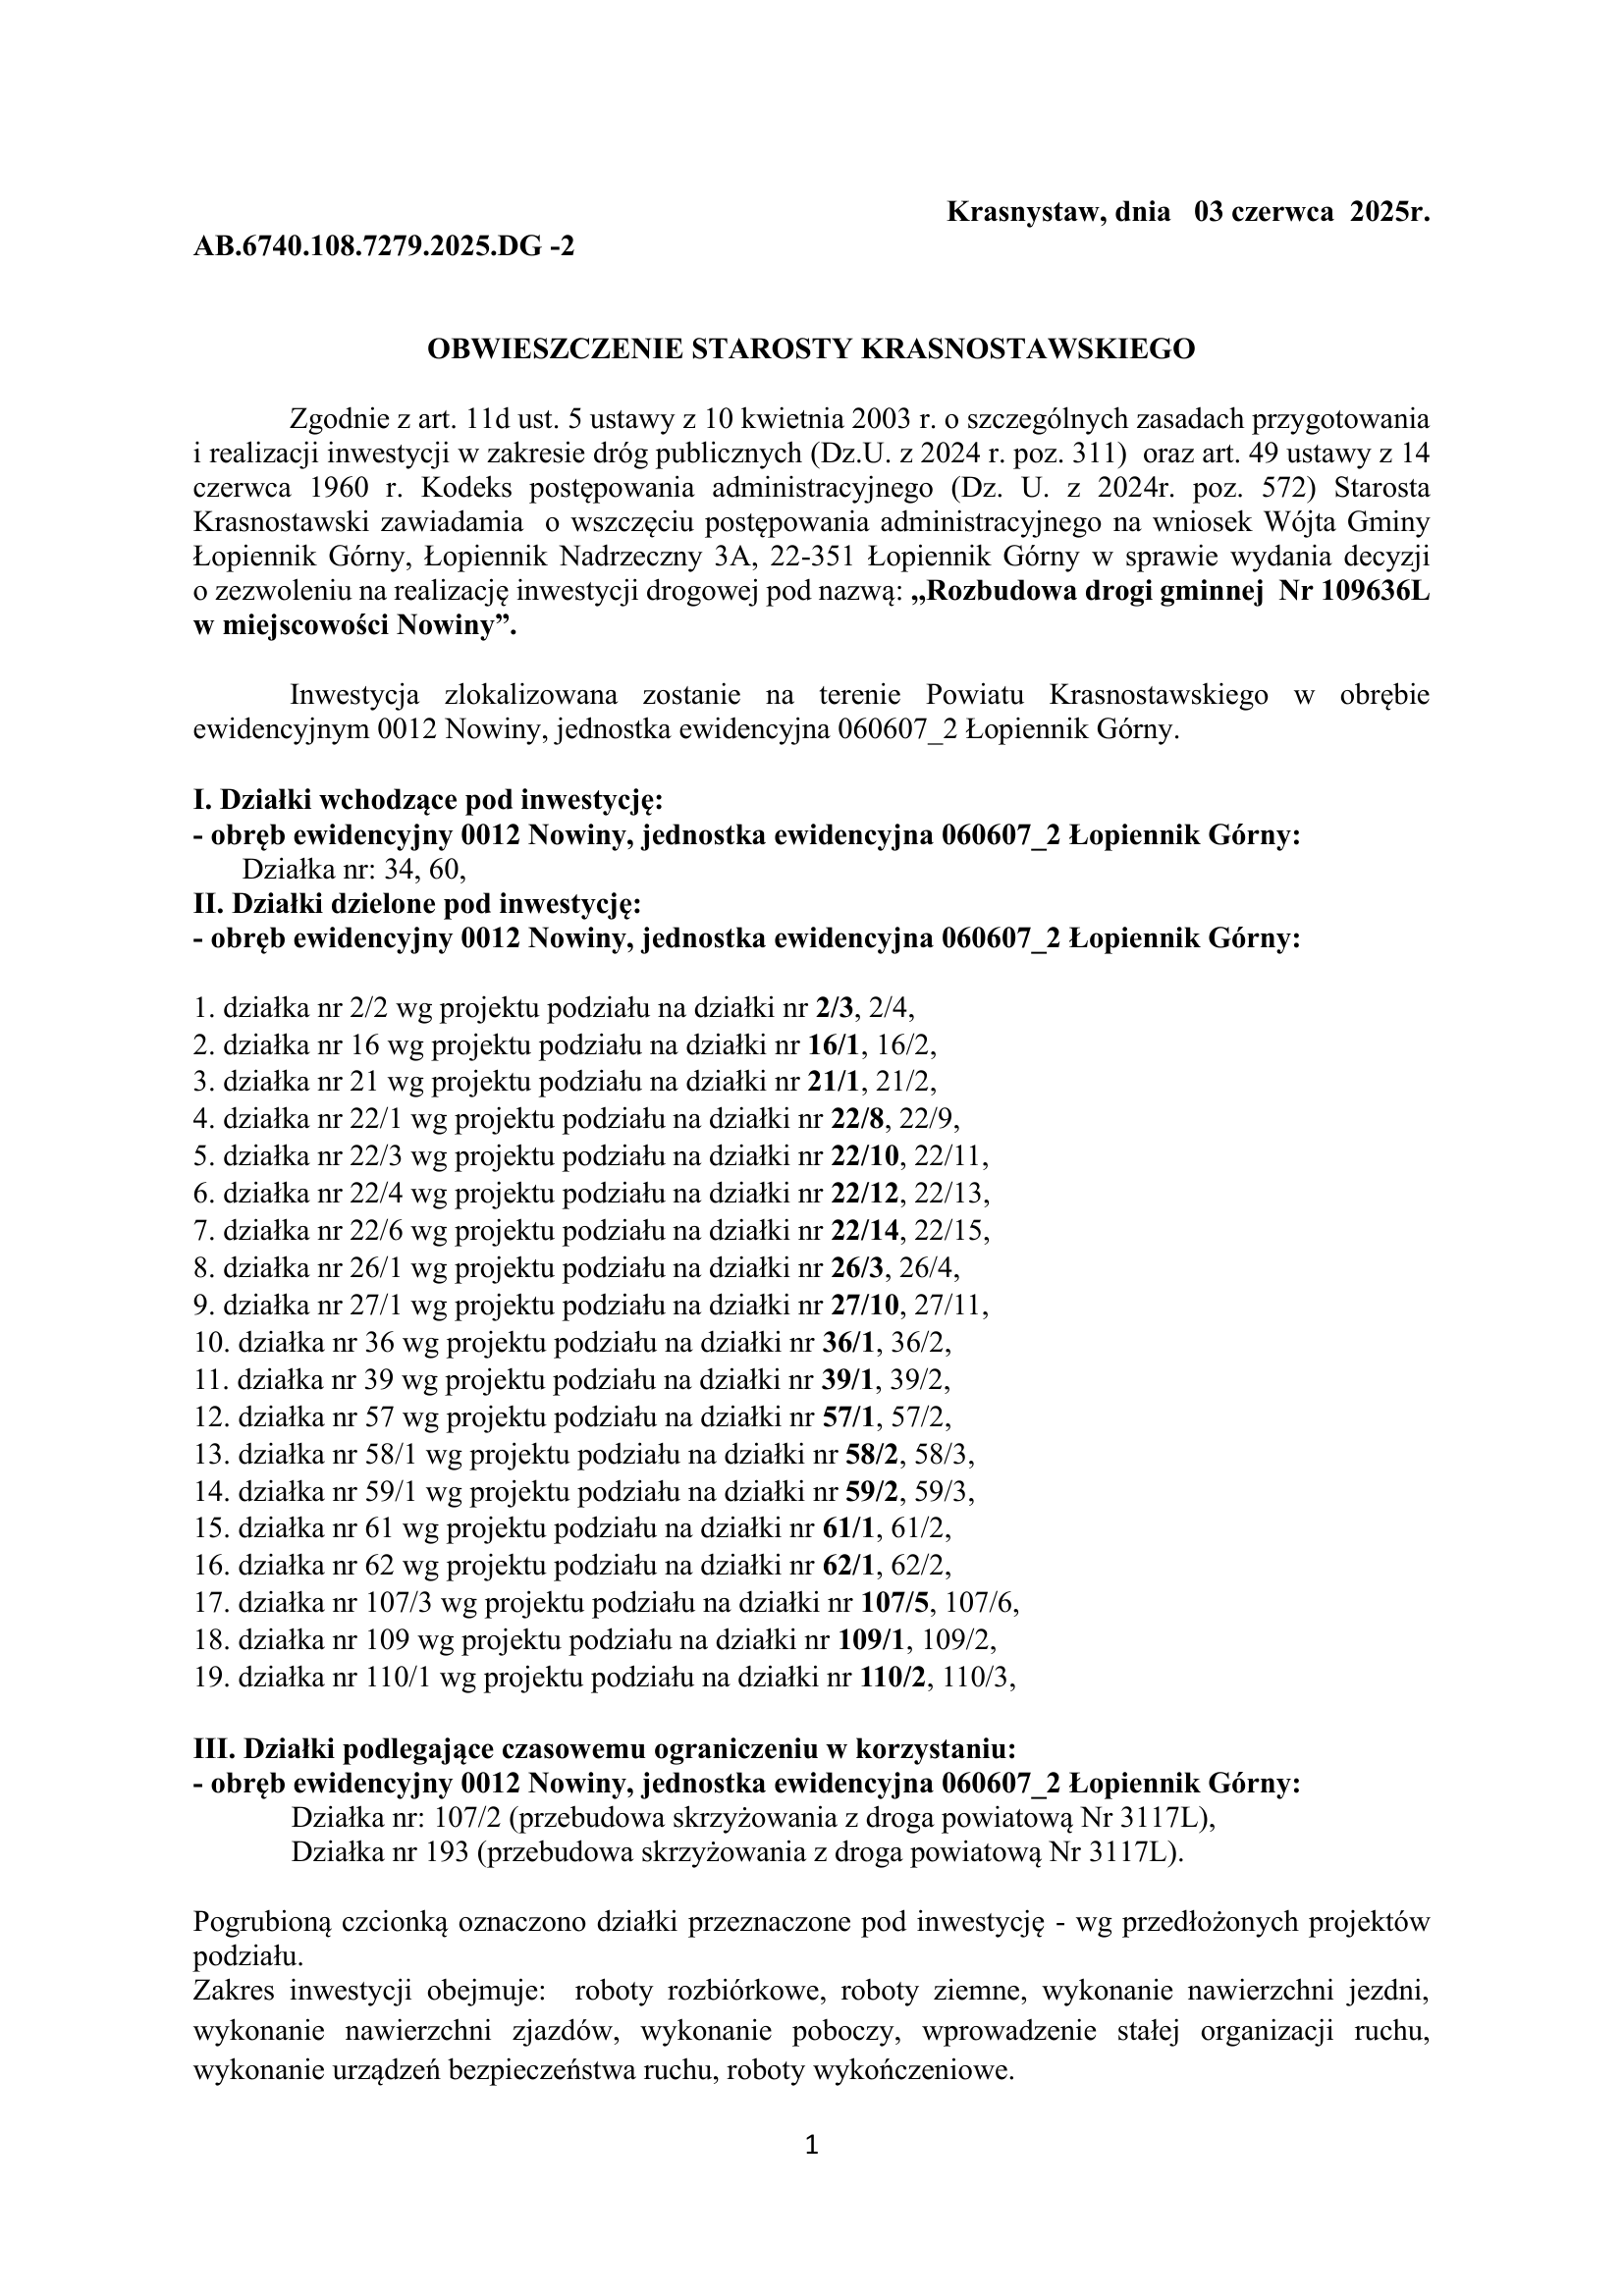 Krasnystaw, dnia 03 czerwca 2025r.
AB.6740.108.7279.2025.DG -2
OBWIESZCZENIE STAROSTY KRASNOSTAWSKIEGO
Zgodnie z art. 11d ust. 5 ustawy z 10 kwietnia 2003 r. o szczególnych zasadach przygotowania
i realizacji inwestycji w zakresie dróg publicznych (Dz.U. z 2024 r. poz. 311) oraz art. 49 ustawy z 14
czerwca 1960 r. Kodeks postępowania administracyjnego (Dz. U. z 2024r. poz. 572) Starosta
Krasnostawski zawiadamia o wszczęciu postępowania administracyjnego na wniosek Wójta Gminy
Łopiennik Górny, Łopiennik Nadrzeczny 3A, 22-351 Łopiennik Górny w sprawie wydania decyzji
o zezwoleniu na realizację inwestycji drogowej pod nazwą: „Rozbudowa drogi gminnej Nr 109636L
w miejscowości Nowiny”.
Inwestycja zlokalizowana zostanie na terenie Powiatu Krasnostawskiego w obrębie
ewidencyjnym 0012 Nowiny, jednostka ewidencyjna 060607_2 Łopiennik Górny.
I. Działki wchodzące pod inwestycję:
- obręb ewidencyjny 0012 Nowiny, jednostka ewidencyjna 060607_2 Łopiennik Górny:
Działka nr: 34, 60,
II. Działki dzielone pod inwestycję:
- obręb ewidencyjny 0012 Nowiny, jednostka ewidencyjna 060607_2 Łopiennik Górny:
1. działka nr 2/2 wg projektu podziału na działki nr 2/3, 2/4,
2. działka nr 16 wg projektu podziału na działki nr 16/1, 16/2,
3. działka nr 21 wg projektu podziału na działki nr 21/1, 21/2,
4. działka nr 22/1 wg projektu podziału na działki nr 22/8, 22/9,
5. działka nr 22/3 wg projektu podziału na działki nr 22/10, 22/11,
6. działka nr 22/4 wg projektu podziału na działki nr 22/12, 22/13,
7. działka nr 22/6 wg projektu podziału na działki nr 22/14, 22/15,
8. działka nr 26/1 wg projektu podziału na działki nr 26/3, 26/4,
9. działka nr 27/1 wg projektu podziału na działki nr 27/10, 27/11,
10. działka nr 36 wg projektu podziału na działki nr 36/1, 36/2,
11. działka nr 39 wg projektu podziału na działki nr 39/1, 39/2,
12. działka nr 57 wg projektu podziału na działki nr 57/1, 57/2,
13. działka nr 58/1 wg projektu podziału na działki nr 58/2, 58/3,
14. działka nr 59/1 wg projektu podziału na działki nr 59/2, 59/3,
15. działka nr 61 wg projektu podziału na działki nr 61/1, 61/2,
16. działka nr 62 wg projektu podziału na działki nr 62/1, 62/2,
17. działka nr 107/3 wg projektu podziału na działki nr 107/5, 107/6,
18. działka nr 109 wg projektu podziału na działki nr 109/1, 109/2,
19. działka nr 110/1 wg projektu podziału na działki nr 110/2, 110/3,
III. Działki podlegające czasowemu ograniczeniu w korzystaniu:
- obręb ewidencyjny 0012 Nowiny, jednostka ewidencyjna 060607_2 Łopiennik Górny:
Działka nr: 107/2 (przebudowa skrzyżowania z droga powiatową Nr 3117L),
Działka nr 193 (przebudowa skrzyżowania z droga powiatową Nr 3117L).
Pogrubioną czcionką oznaczono działki przeznaczone pod inwestycję - wg przedłożonych projektów
podziału.
Zakres inwestycji obejmuje: roboty rozbiórkowe, roboty ziemne, wykonanie nawierzchni jezdni,
wykonanie nawierzchni zjazdów, wykonanie poboczy, wprowadzenie stałej organizacji ruchu,
wykonanie urządzeń bezpieczeństwa ruchu, roboty wykończeniowe.
1